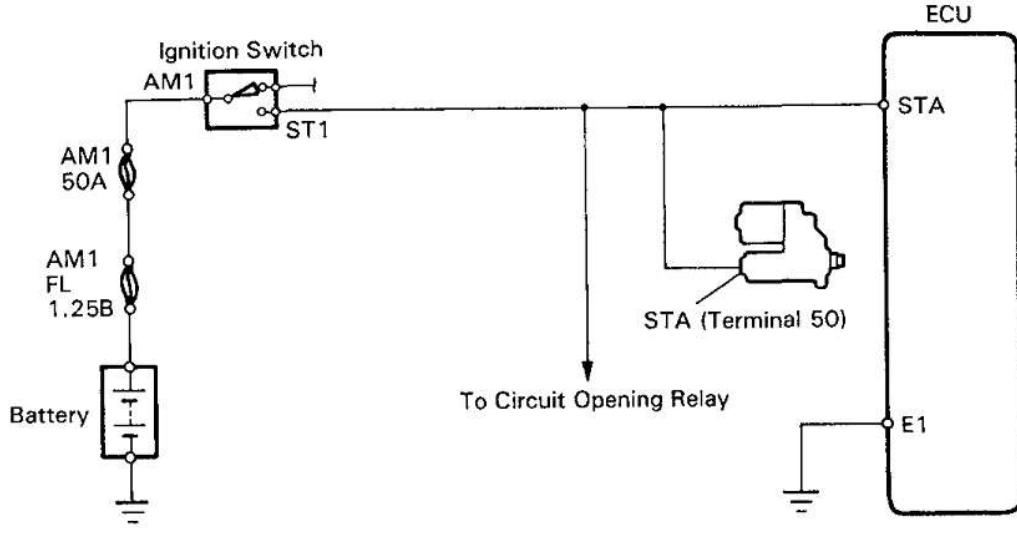 ECU
Ignition Switch
AM1
STA
ST1
AM1
50A
AM1
FL
1.25B
STA (Terminal 50)
To Circuit Opening Relay
Battery
E1